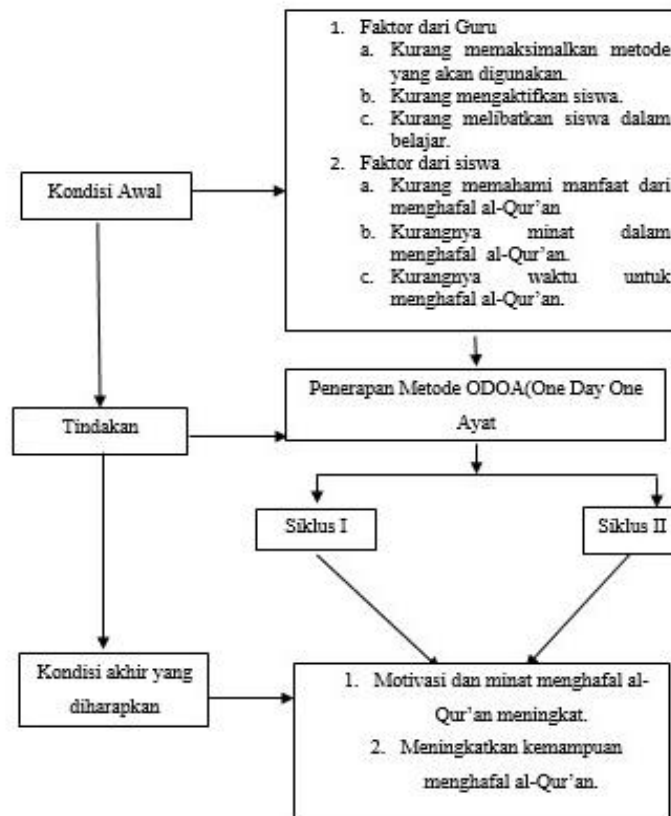 1. Faktor dari Guru
a. Kurang memaksimalkan metode
yang akan digunakan.
b. Kurang mengaktifkan siswa.
c. Kurang melibatkan siswa dalam
belajar.
2. Faktor dari siswa
a. Kurang memahami manfaat dari
menghafal al-Qur’an
b. Kurangnya minat dalam
menghafal al-Qur’an.
c. Kurangnya waktu untuk
menghafal al-Qur’an.
Kondisi Awal
Penerapan Metode ODOA(One Day One
Ayat
Tindakan
Siklus I
Siklus II
Kondisi akhir yang
diharapkan
1. Motivasi dan minat menghafal al-
Qur’an meningkat.
2. Meningkatkan kemampuan
menghafal al-Qur’an.